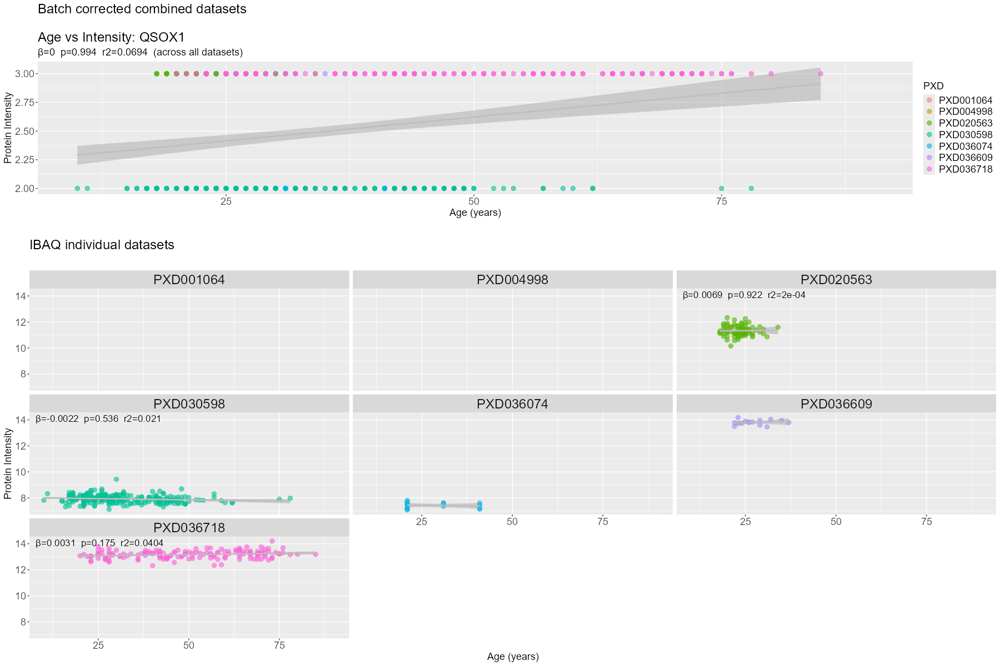 Batch corrected combined datasets
Age vs Intensity: QSOX1
β=0 p=0.994 r2=0.0694 (across all datasets)
Protein Intensity
3.00
2.75
2.50
2.25
2.00
25 50 75
Age (years)
PXD
PXD001064
PXD004998
PXD020563
PXD030598
PXD036074
PXD036609
PXD036718
IBAQ individual datasets
PXD001064 PXD004998 PXD020563
β=0.0069 p=0.922 r2=2e-04
14
12
10
8
PXD030598 PXD036074 PXD036609
β=-0.0022 p=0.536 r2=0.021
14
12
10
8
Protein Intensity
25 50 75 25 50 75
PXD036718
β=0.0031 p=0.175 r2=0.0404
14
12
10
8
25 50 75
Age (years)